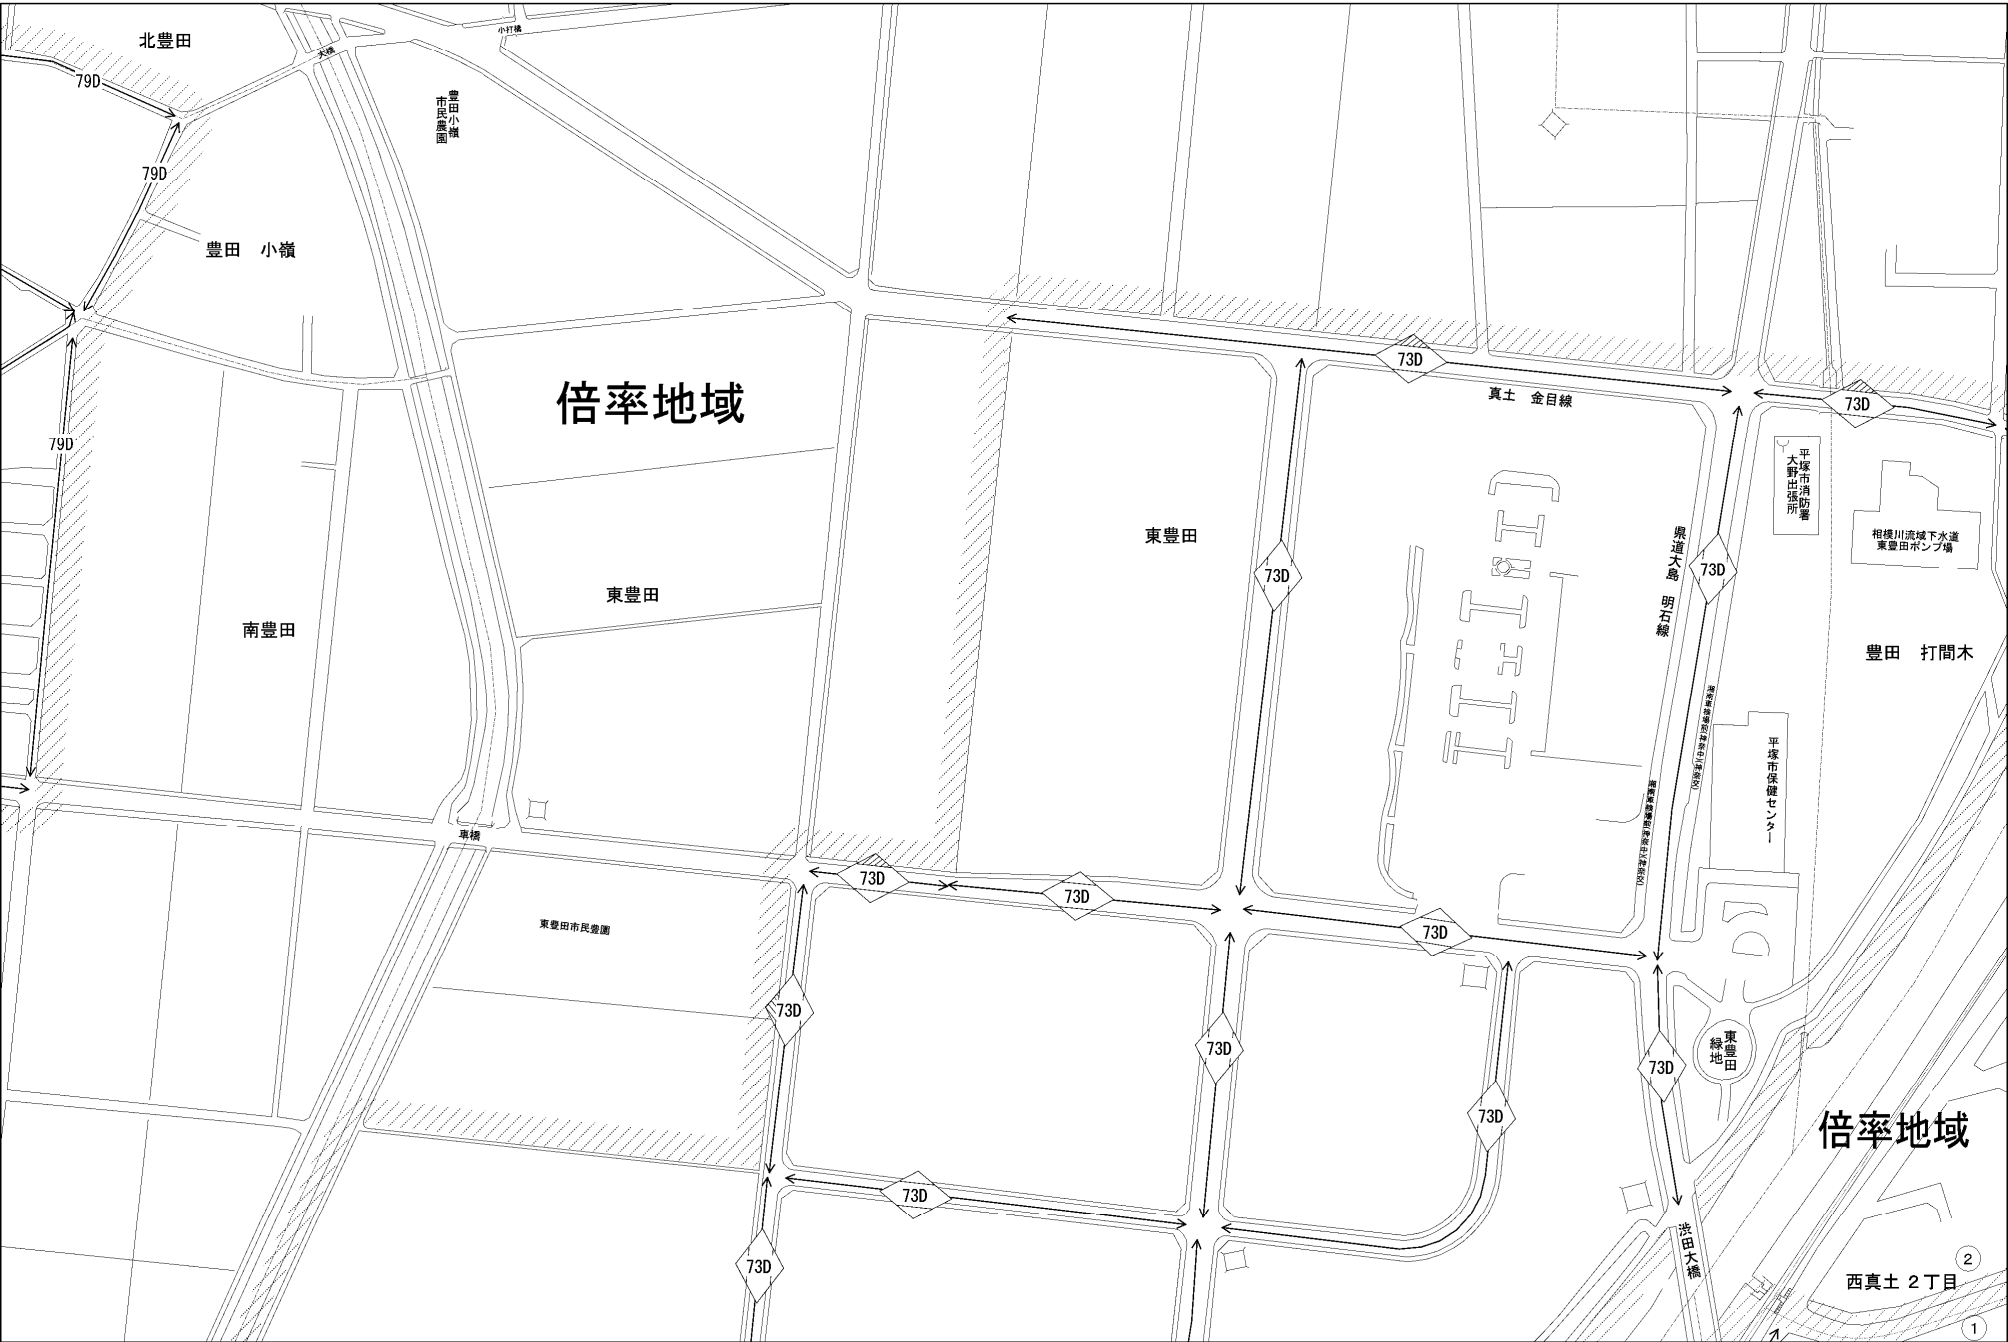 北豊田
大橋
小打橋
79D
豊田小嶺
市民農園
79D
豊田 小嶺
79D
倍率地域
73D
真土 金目線
73D
平塚市消防署
大野出張所
相模川流域下水道
東豊田ポンプ場
東豊田
東豊田
南豊田
73D
県道大島 明石線
73D
豊田 打間木
平塚市保健センター
車橋
73D
73D
73D
東豊田市民豊園
73D
73D
73D
73D
東豊田
緑地
倍率地域
73D
73D
渋田大橋
西真土 2丁目
2
1